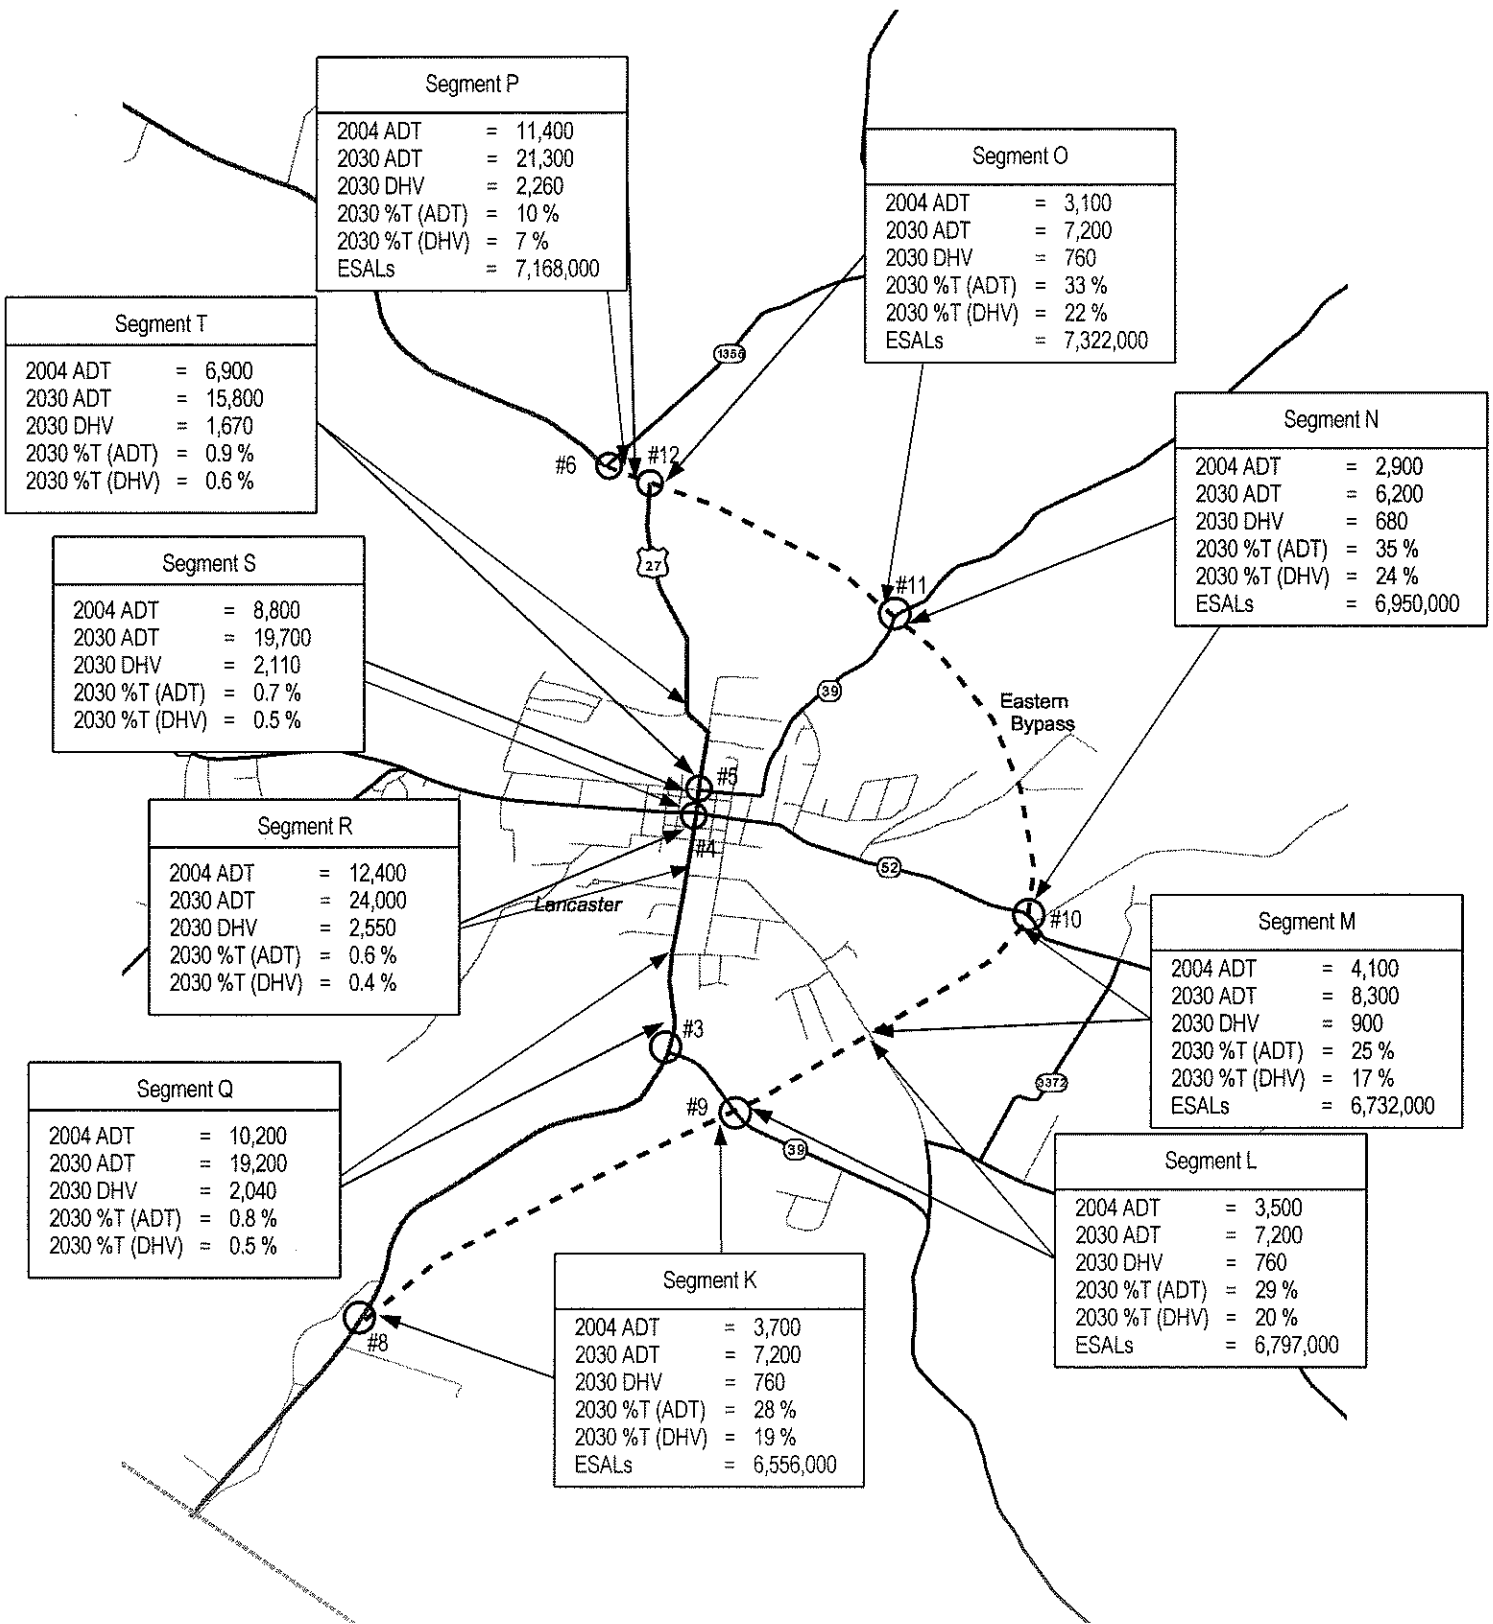 Segment P
2004 ADT = 11,400
2030 ADT = 21,300
2030 DHV = 2,260
2030 %T (ADT) = 10 %
2030 %T (DHV) = 7 %
ESALs = 7,168,000
Segment O
2004 ADT = 3,100
2030 ADT = 7,200
2030 DHV = 760
2030 %T (ADT) = 33 %
2030 %T (DHV) = 22 %
ESALs = 7,322,000
Segment T
2004 ADT = 6,900
2030 ADT = 15,800
2030 DHV = 1,670
2030 %T (ADT) = 0.9 %
2030 %T (DHV) = 0.6 %
1356
Segment N
2004 ADT = 2,900
2030 ADT = 6,200
2030 DHV = 680
2030 %T (ADT) = 35 %
2030 %T (DHV) = 24 %
ESALs = 6,950,000
#6
#12
27
#11
Segment S
2004 ADT = 8,800
2030 ADT = 19,700
2030 DHV = 2,110
2030 %T (ADT) = 0.7 %
2030 %T (DHV) = 0.5 %
39
Eastern
Bypass
#5
#4
52
Segment R
2004 ADT = 12,400
2030 ADT = 24,000
2030 DHV = 2,550
2030 %T (ADT) = 0.6 %
2030 %T (DHV) = 0.4 %
Lancaster
#10
Segment M
2004 ADT = 4,100
2030 ADT = 8,300
2030 DHV = 900
2030 %T (ADT) = 25 %
2030 %T (DHV) = 17 %
ESALs = 6,732,000
#3
3372
#9
39
Segment Q
2004 ADT = 10,200
2030 ADT = 19,200
2030 DHV = 2,040
2030 %T (ADT) = 0.8 %
2030 %T (DHV) = 0.5 %
Segment L
2004 ADT = 3,500
2030 ADT = 7,200
2030 DHV = 760
2030 %T (ADT) = 29 %
2030 %T (DHV) = 20 %
ESALs = 6,797,000
#8
Segment K
2004 ADT = 3,700
2030 ADT = 7,200
2030 DHV = 760
2030 %T (ADT) = 28 %
2030 %T (DHV) = 19 %
ESALs = 6,556,000